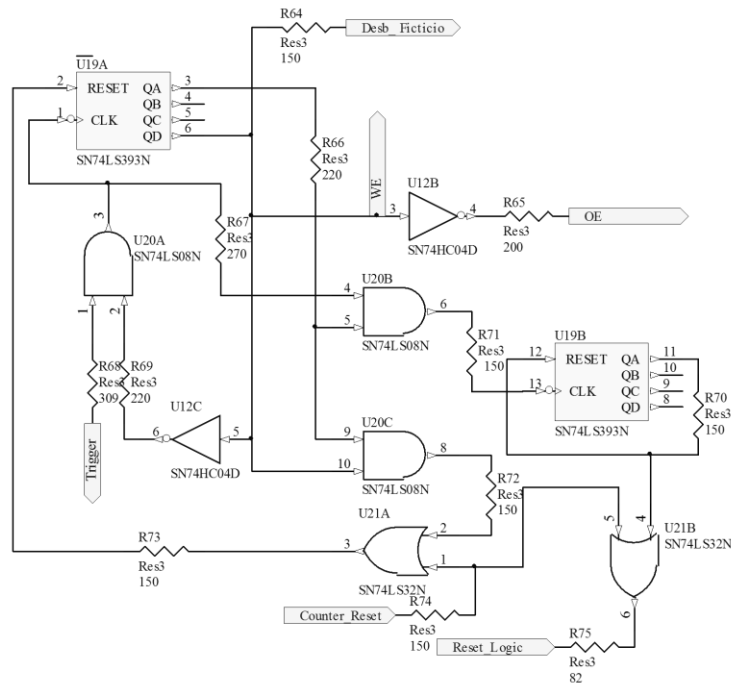 R64
Res3
150
Desb_Ficticio
U19A
2
RESET
QA
3
QB
4
QC
5
1
CLK
QD
6
SN74LS393N
R66
Res3
220
WE
U12B
3
4
SN74HC04D
R65
Res3
200
OE
3
U20A
SN74LS08N
R67
Res3
270
1
2
U20B
4
5
6
SN74LS08N
R71
Res3
150
U19B
12
RESET
QA
11
QB
10
13
CLK
QC
9
QD
8
SN74LS393N
R70
Res3
150
R68
Res3
309
R69
Res3
220
U12C
6
5
SN74HC04D
Trigger
U20C
9
10
8
SN74LS08N
R72
Res3
150
U21A
3
2
1
SN74LS32N
R73
Res3
150
5
4
U21B
SN74LS32N
6
Counter_Reset
R74
Res3
150
Reset_Logic
R75
Res3
82